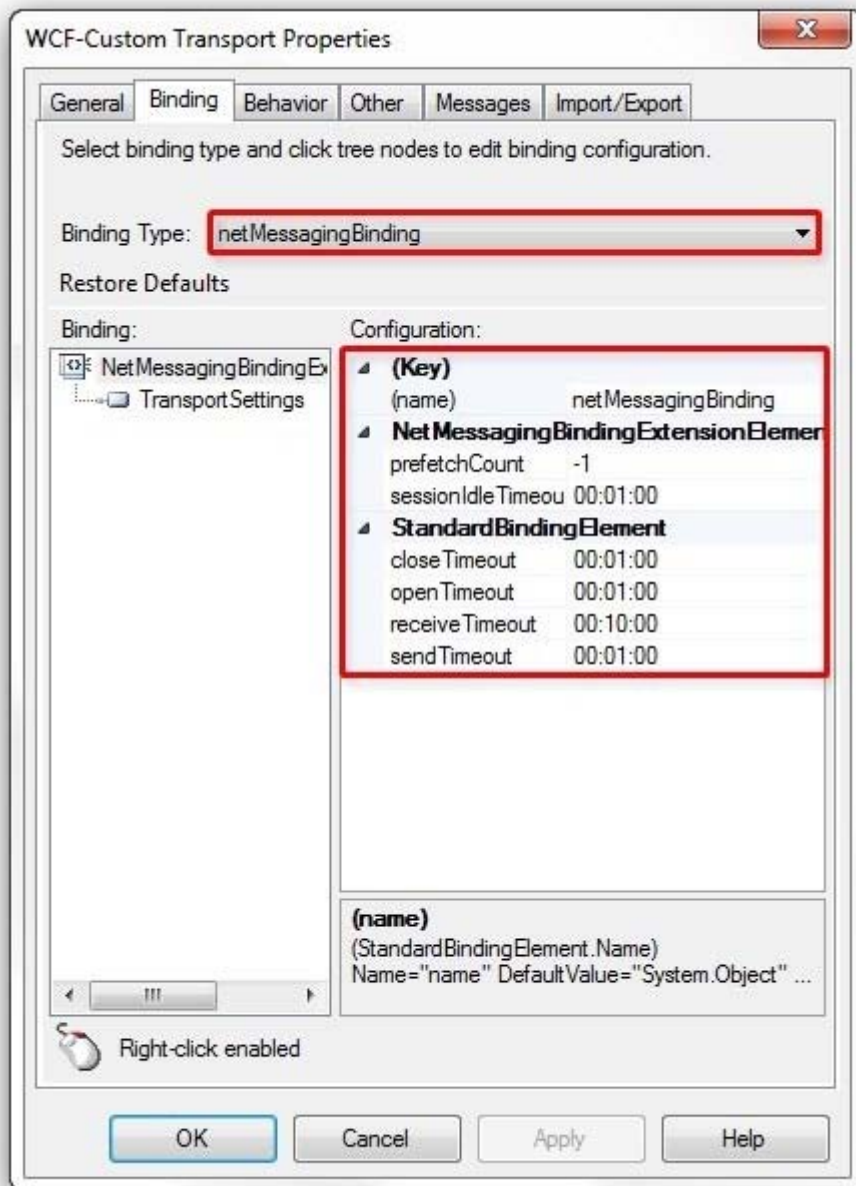 WCF-Custom Transport Properties
General Binding Behavior Other Messages Import/Export
Select binding type and click tree nodes to edit binding configuration.
Binding Type: netMessagingBinding
Restore Defaults
Binding:
NetMessagingBindingEx
TransportSettings
Configuration:
(Key)
(name) netMessagingBinding
NetMessagingBindingExtensionElemen
prefetchCount -1
sessionIdleTimeou 00:01:00
StandardBindingElement
closeTimeout 00:01:00
openTimeout 00:01:00
receiveTimeout 00:10:00
sendTimeout 00:01:00
(name)
(StandardBindingElement.Name)
Name="name" DefaultValue="System.Object" ...
Right-click enabled
OK Cancel Apply Help